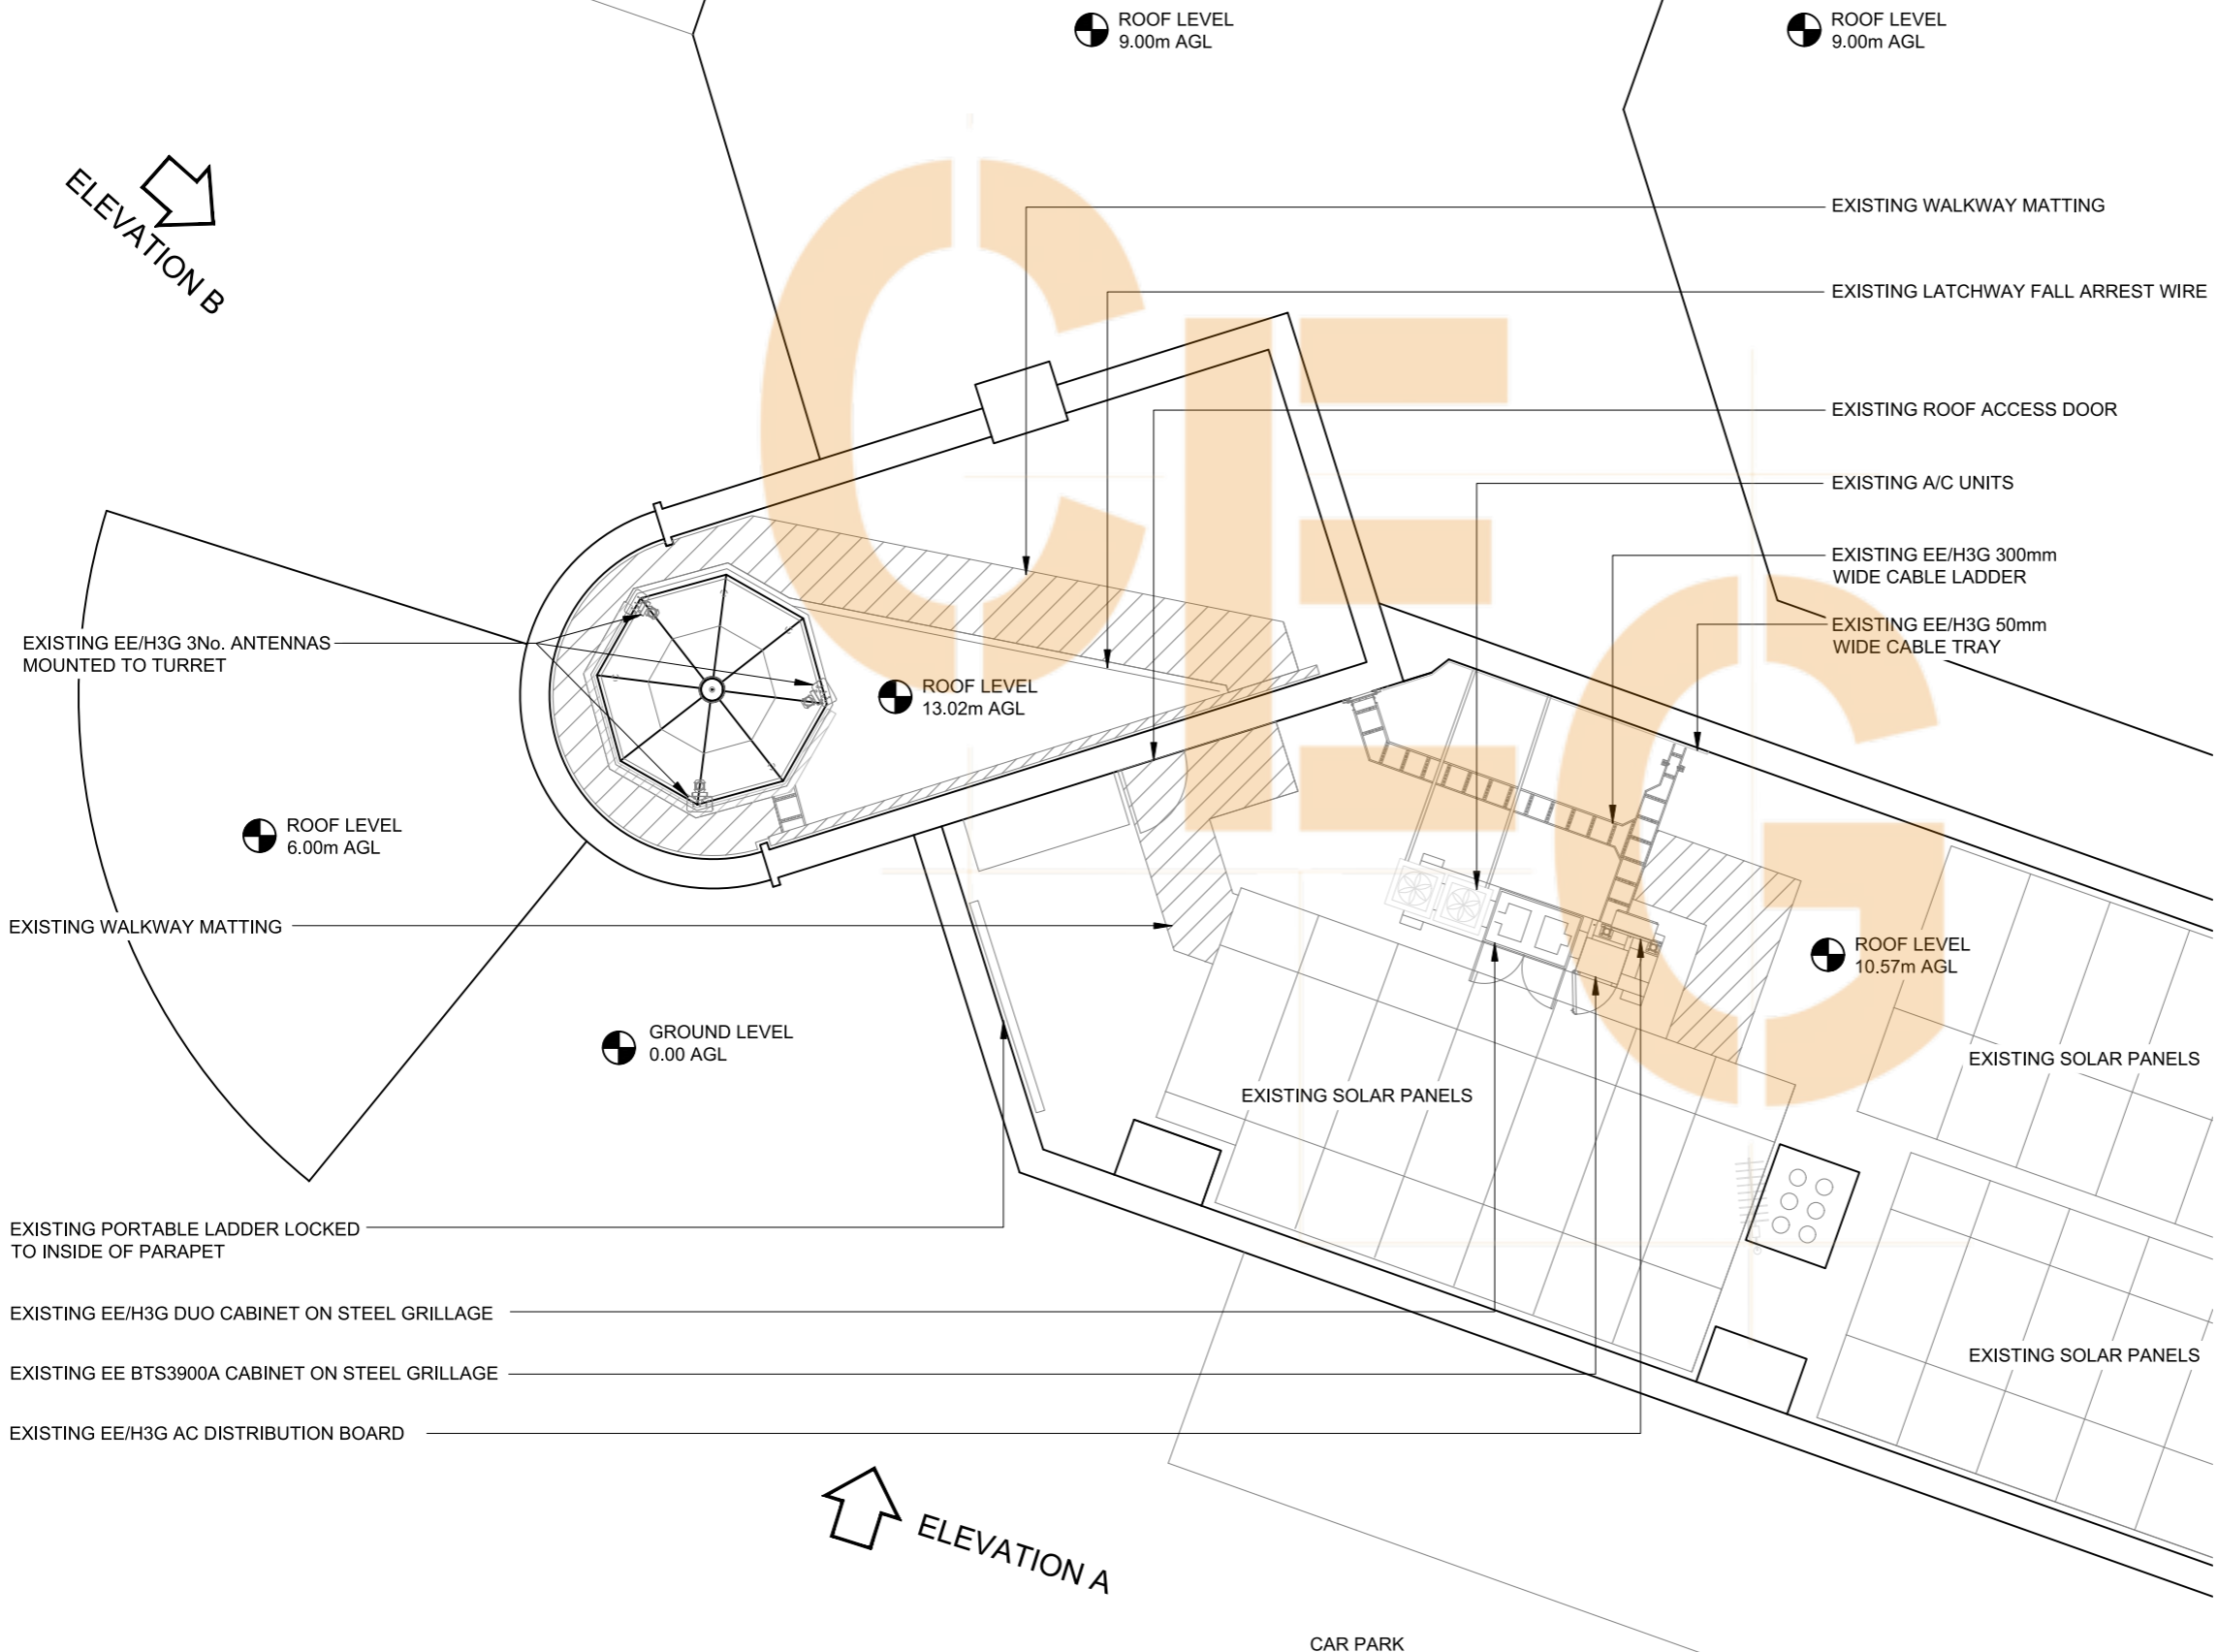 ROOF LEVEL
9.00m AGL
ROOF LEVEL
9.00m AGL
ELEVATION B
EXISTING WALKWAY MATTING
EXISTING LATCHWAY FALL ARREST WIRE
EXISTING ROOF ACCESS DOOR
EXISTING A/C UNITS
EXISTING EE/H3G 300mm
WIDE CABLE LADDER
EXISTING EE/H3G 50mm
WIDE CABLE TRAY
EXISTING EE/H3G 3No. ANTENNAS
MOUNTED TO TURRET
ROOF LEVEL
13.02m AGL
ROOF LEVEL
6.00m AGL
EXISTING WALKWAY MATTING
ROOF LEVEL
10.57m AGL
GROUND LEVEL
0.00 AGL
EXISTING SOLAR PANELS
EXISTING SOLAR PANELS
EXISTING PORTABLE LADDER LOCKED
TO INSIDE OF PARAPET
EXISTING EE/H3G DUO CABINET ON STEEL GRILLAGE
EXISTING SOLAR PANELS
EXISTING EE BTS3900A CABINET ON STEEL GRILLAGE
EXISTING EE/H3G AC DISTRIBUTION BOARD
ELEVATION A
CAR PARK
CEG